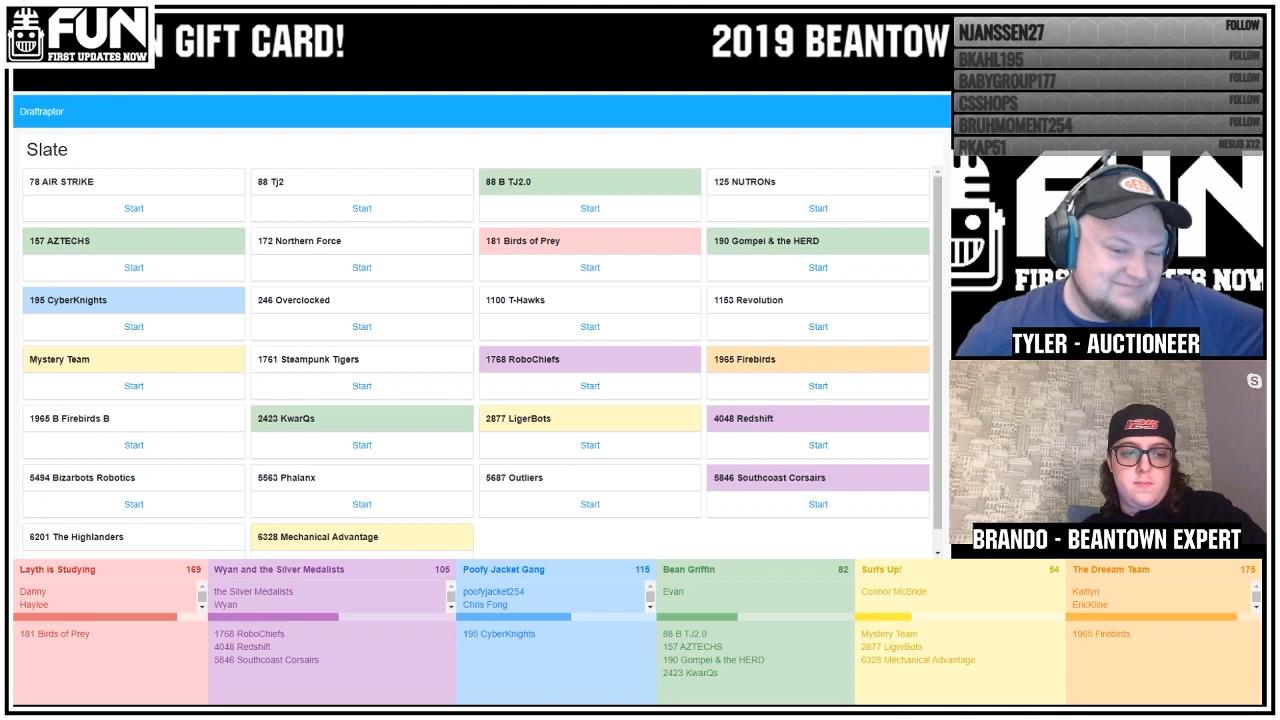 FUN
FIRST UPDATES NOW
N GIFT CARD!
2019 BEANTOW
NJANSSEN27 FOLLOW
BKAHL195 FOLLOW
BABYGROUP177 FOLLOW
CSSHOPS FOLLOW
BRUHMOMENT254 FOLLOW
RKAP51 RESUB X12
Draftraptor
Slate
78 AIR STRIKE
88 Tj2
88 B TJ2.0
125 NUTRONs
Start
Start
Start
Start
157 AZTECHS
172 Northern Force
181 Birds of Prey
190 Gompei & the HERD
Start
Start
Start
Start
195 CyberKnights
246 Overclocked
1100 T-Hawks
1153 Revolution
Start
Start
Start
Start
Mystery Team
1761 Steampunk Tigers
1768 RoboChiefs
1965 Firebirds
Start
Start
Start
Start
1965 B Firebirds B
2423 KwarQs
2877 LigerBots
4048 Redshift
Start
Start
Start
Start
5494 Bizarbots Robotics
5563 Phalanx
5687 Outliers
5846 Southcoast Corsairs
Start
Start
Start
Start
6201 The Highlanders
6328 Mechanical Advantage
FUN
FIRST UPDATES NOW
TYLER - AUCTIONEER
125
BRANDO - BEANTOWN EXPERT
Layth is Studying 169
Danny
Haylee
181 Birds of Prey
Wyan and the Silver Medalists 105
the Silver Medalists
Wyan
1768 RoboChiefs
4048 Redshift
5846 Southcoast Corsairs
Poofy Jacket Gang 115
poofyjacket254
Chris Fong
195 CyberKnights
Bean Griffin 82
Evan
88 B TJ2.0
157 AZTECHS
190 Gompei & the HERD
2423 KwarQs
Surfs Up! 54
Connor McBride
Mystery Team
2877 LigerBots
6328 Mechanical Advantage
The Dreeam Team 175
Kaitlyn
EricKline
1965 Firebirds